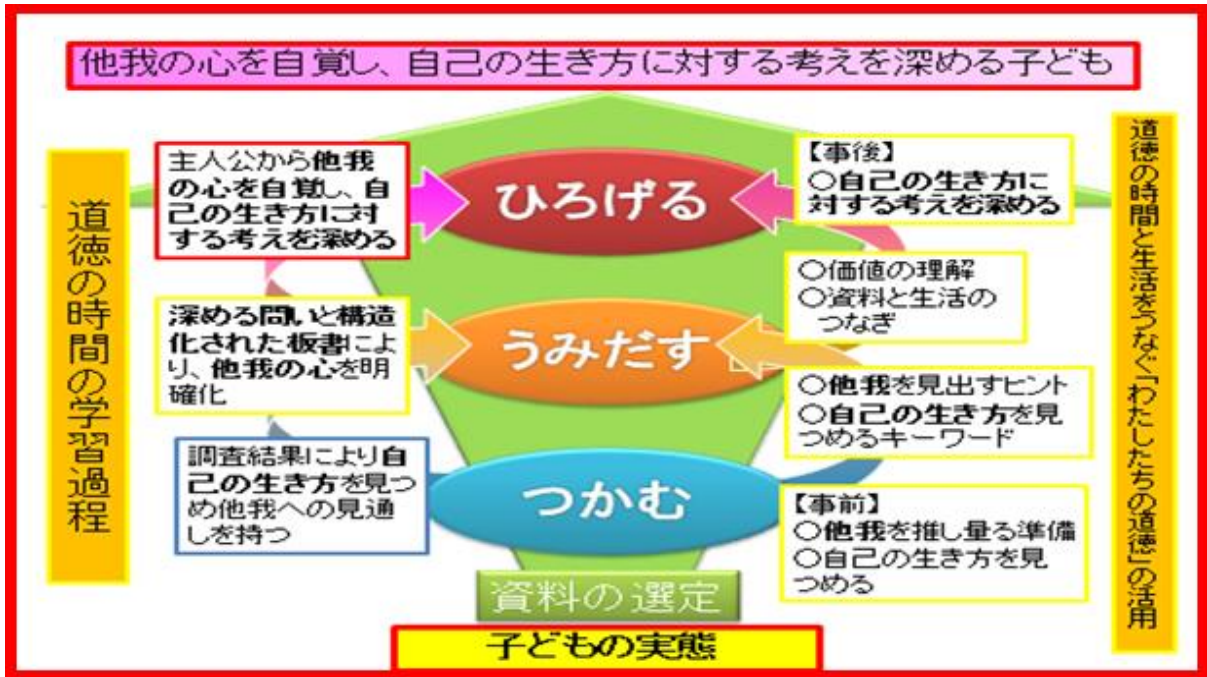 他我の心を自覚し、自己の生き方に対する考えを深める子ども
道徳の時間の学習過程
主人公から他我
の心を自覚し、自
己の生き方に対
する考えを深める
深める問いと構造
化された板書によ
り、他我の心を明
確化
調査結果により自
己の生き方を見つ
め他我への見通
しを持つ
ひろげる
うみだす
つかむ
資料の選定
子どもの実態
【事後】
○自己の生き方に
対する考えを深める
○価値の理解
○資料と生活の
つなぎ
○他我を見出すヒント
○自己の生き方を見
つめるキーワード
【事前】
○他我を推し量る準備
○自己の生き方を見
つめる
道徳の時間と生活をつなぐ「わたしたちの道徳」の活用